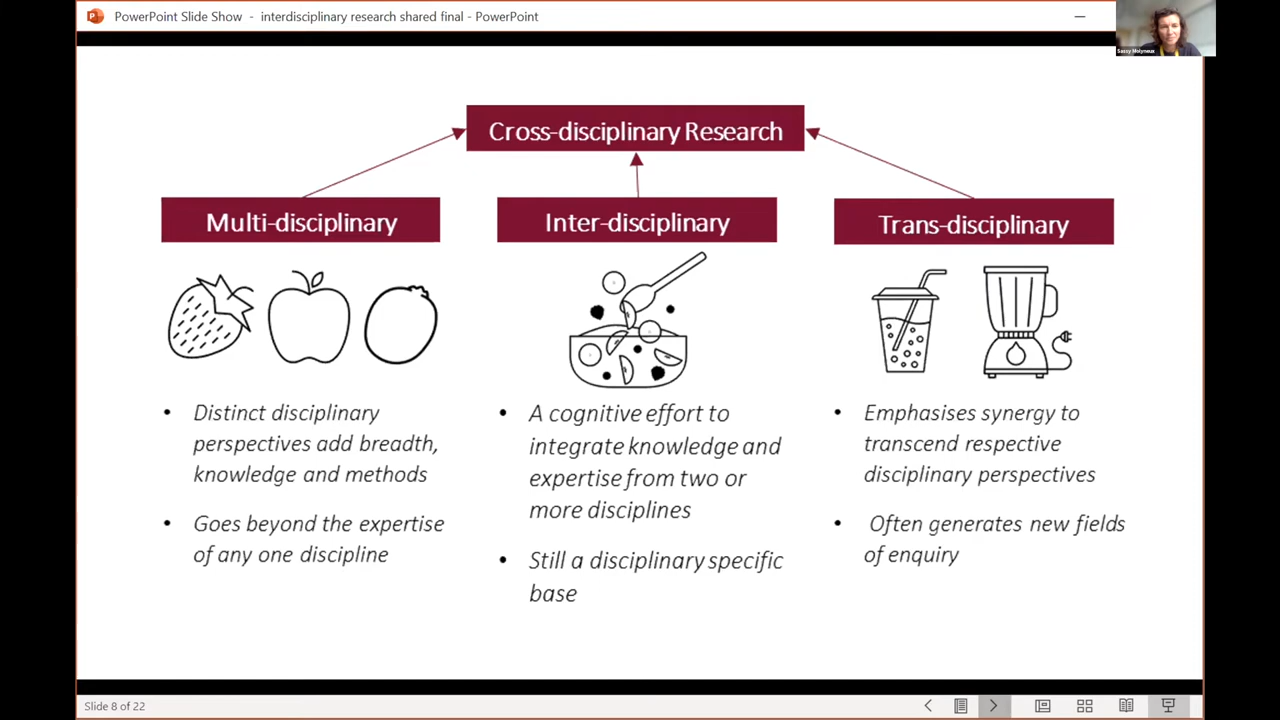 PowerPoint Slide Show - interdisciplinary research shared final - PowerPoint
Sassy Molyneux
Cross-disciplinary Research
Multi-disciplinary
Inter-disciplinary
Trans-disciplinary
• Distinct disciplinary
perspectives add breadth,
knowledge and methods
• Goes beyond the expertise
of any one discipline
• A cognitive effort to
integrate knowledge and
expertise from two or
more disciplines
• Still a disciplinary specific
base
• Emphasises synergy to
transcend respective
disciplinary perspectives
• Often generates new fields
of enquiry
Slide 8 of 22